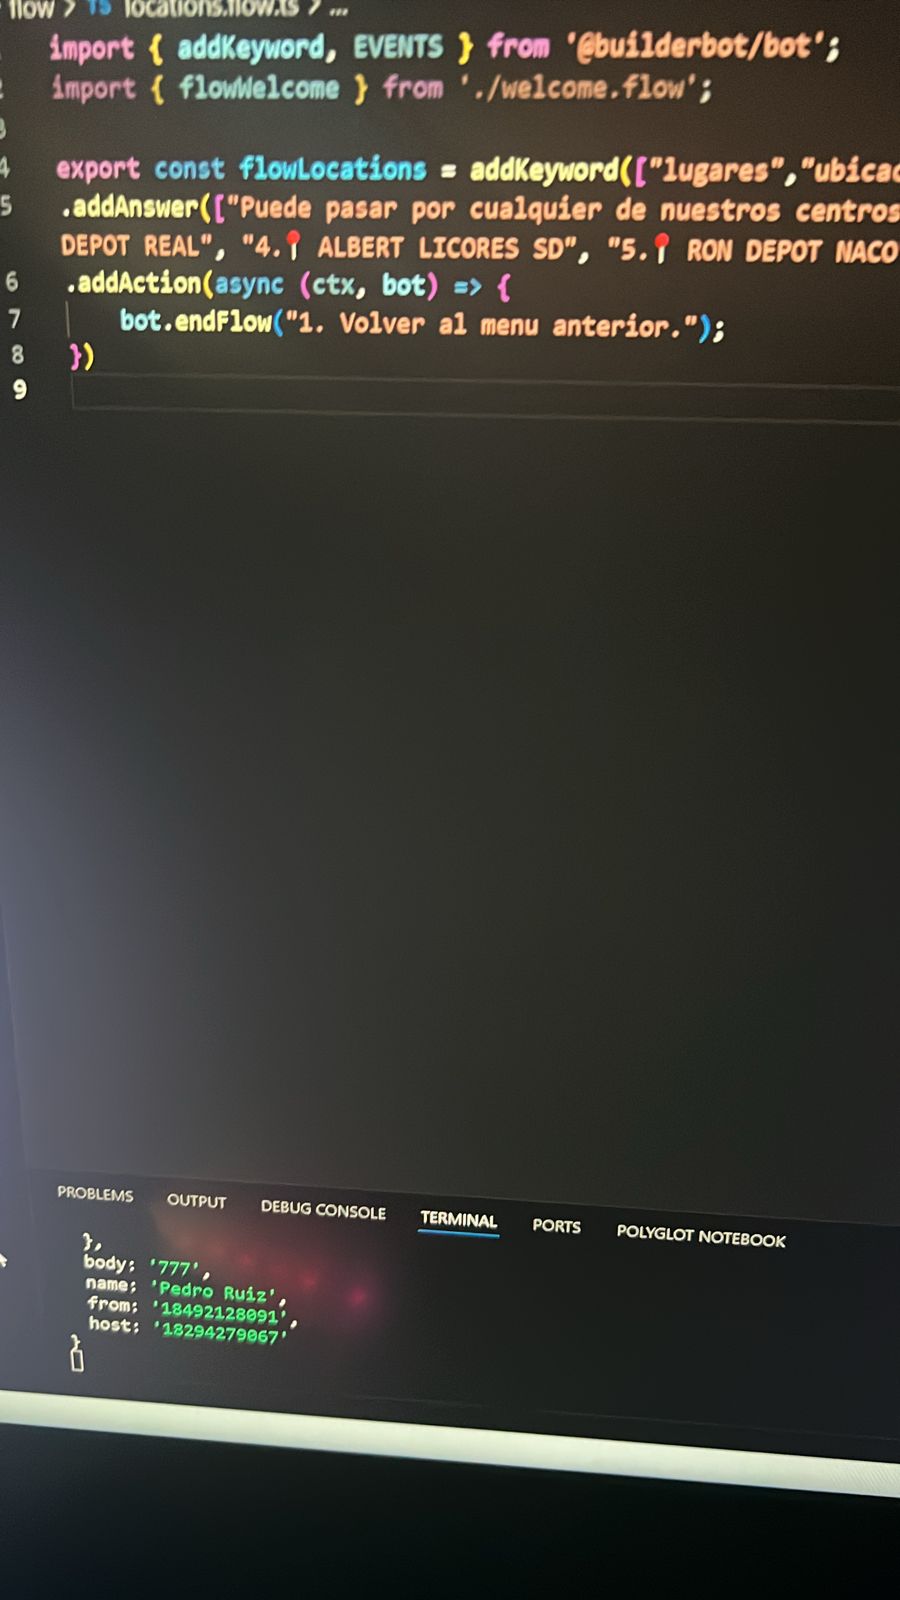 flow > TS locations.flow.ts > ...
import { addKeyword, EVENTS } from '@builderbot/bot';
import { flowWelcome } from './welcome.flow';
3
4 export const flowLocations = addKeyword(["lugares","ubicac
5 .addAnswer(["Puede pasar por cualquier de nuestros centros
DEPOT REAL", "4.📍 ALBERT LICORES SD", "5.📍 RON DEPOT NACO
6 .addAction(async (ctx, bot) => {
7 bot.endFlow("1. Volver al menu anterior.");
8 })
9
PROBLEMS OUTPUT DEBUG CONSOLE TERMINAL PORTS POLYGLOT NOTEBOOK
},
body: '777',
name: 'Pedro Ruiz',
from: '18492128091',
host: '18294279067'
}